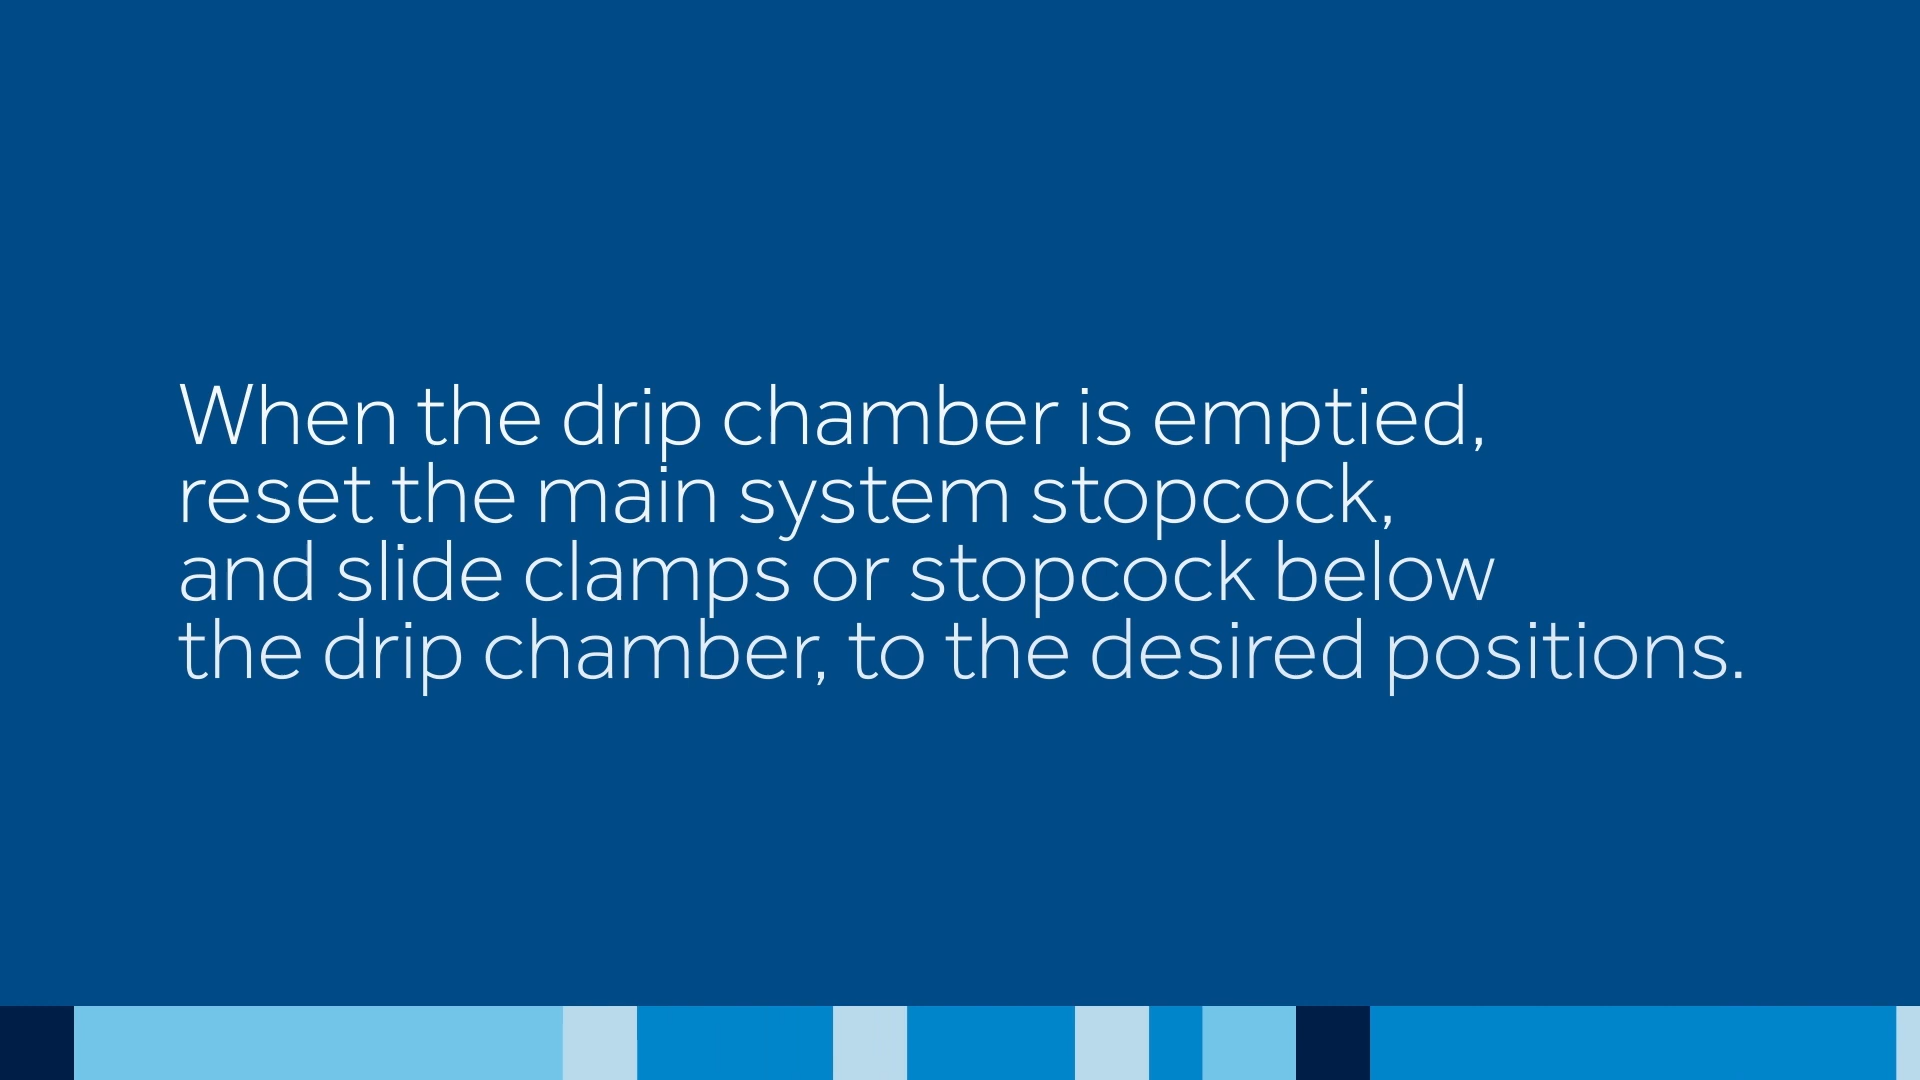 When the drip chamber is emptied,
reset the main system stopcock,
and slide clamps or stopcock below
the drip chamber, to the desired positions.